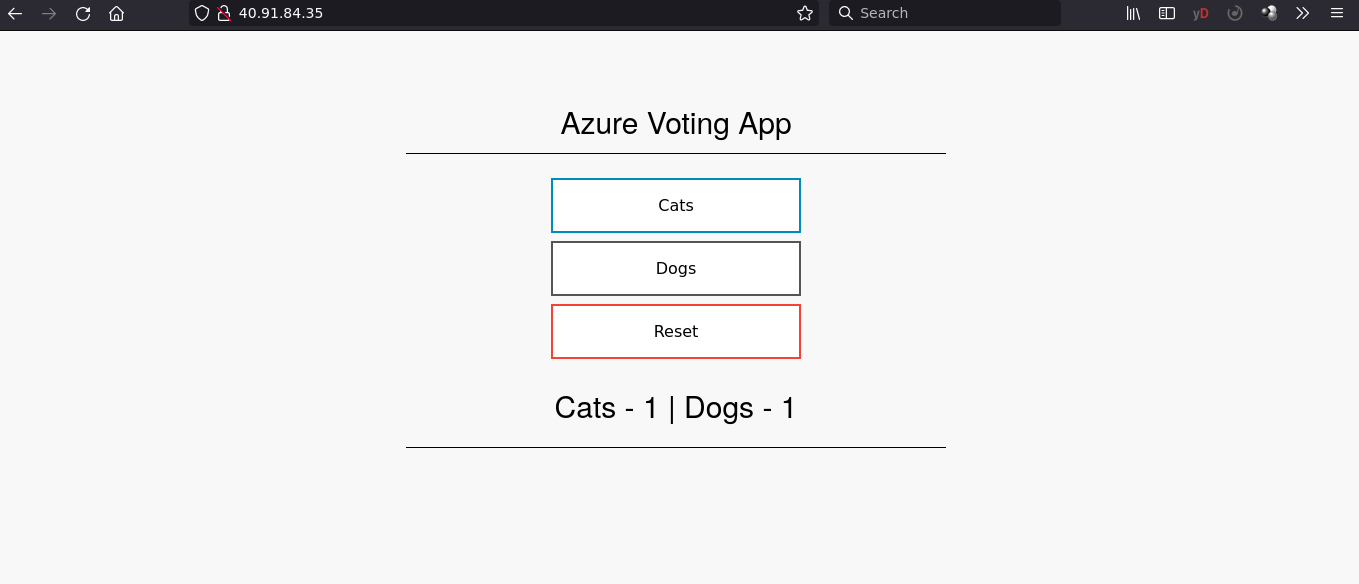 40.91.84.35
Search
yD
Azure Voting App
Cats
Dogs
Reset
Cats - 1 | Dogs - 1